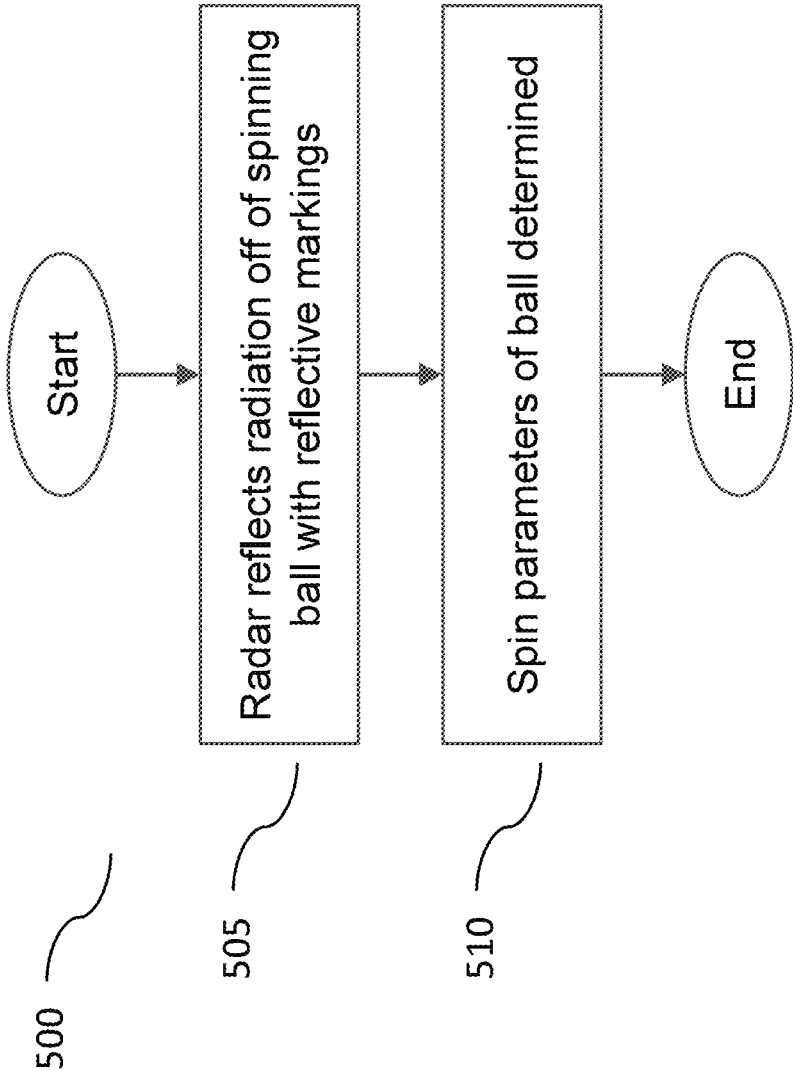 500
Start
505
Radar reflects radiation off of spinning
ball with reflective markings
510
Spin parameters of ball determined
End